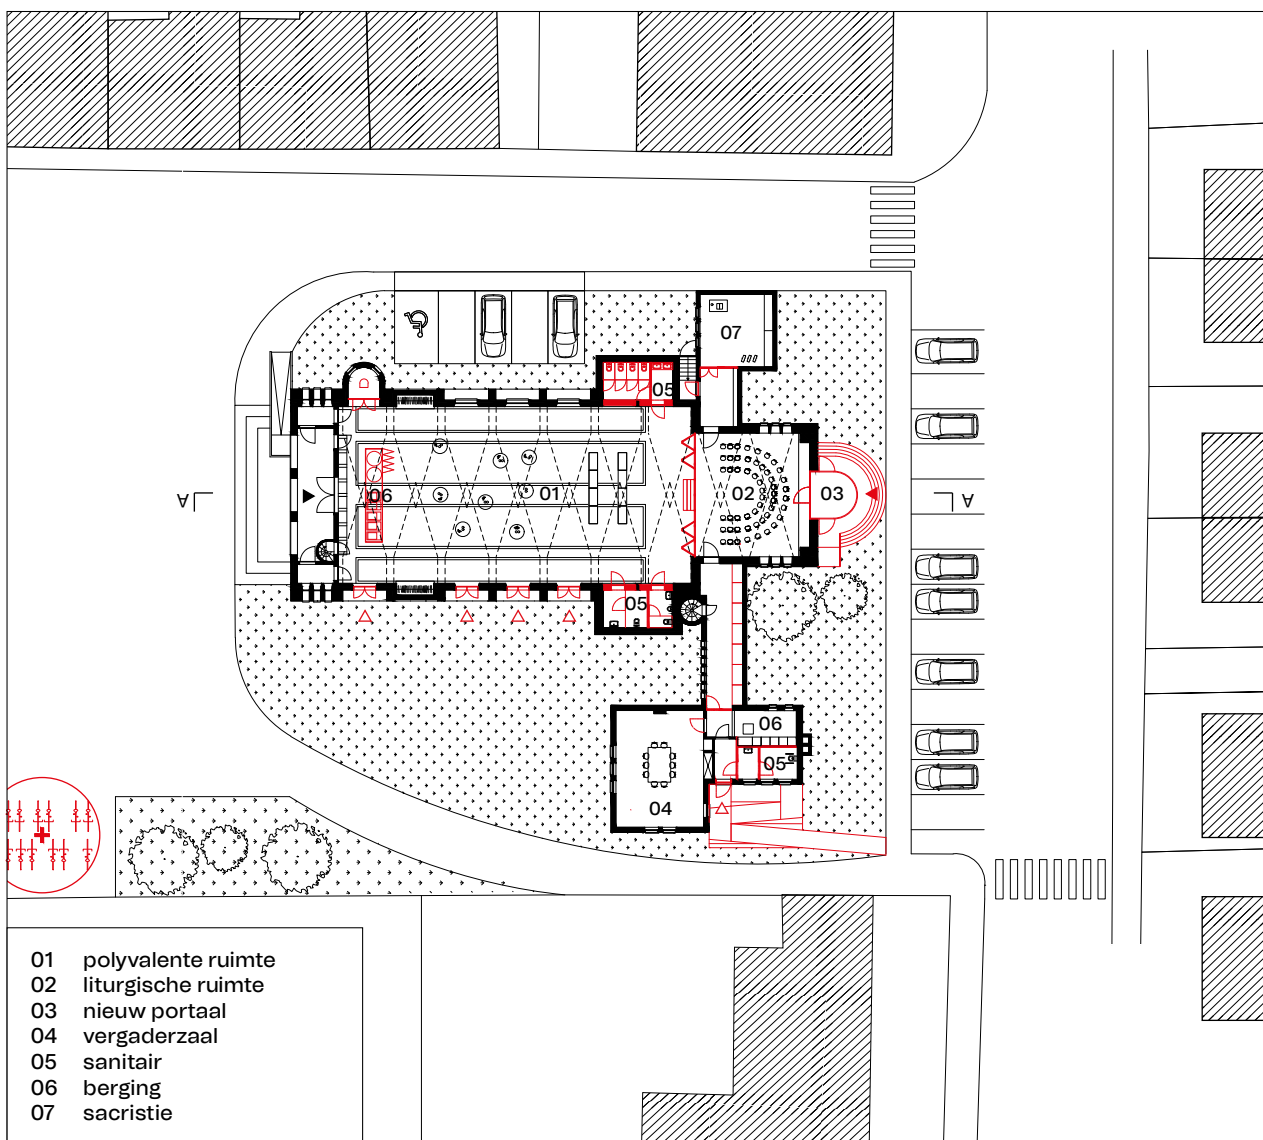 07
05
A
06
01
02
03
A
05
06
05
04
01 polyvalente ruimte
02 liturgische ruimte
03 nieuw portaal
04 vergaderzaal
05 sanitair
06 berging
07 sacristie